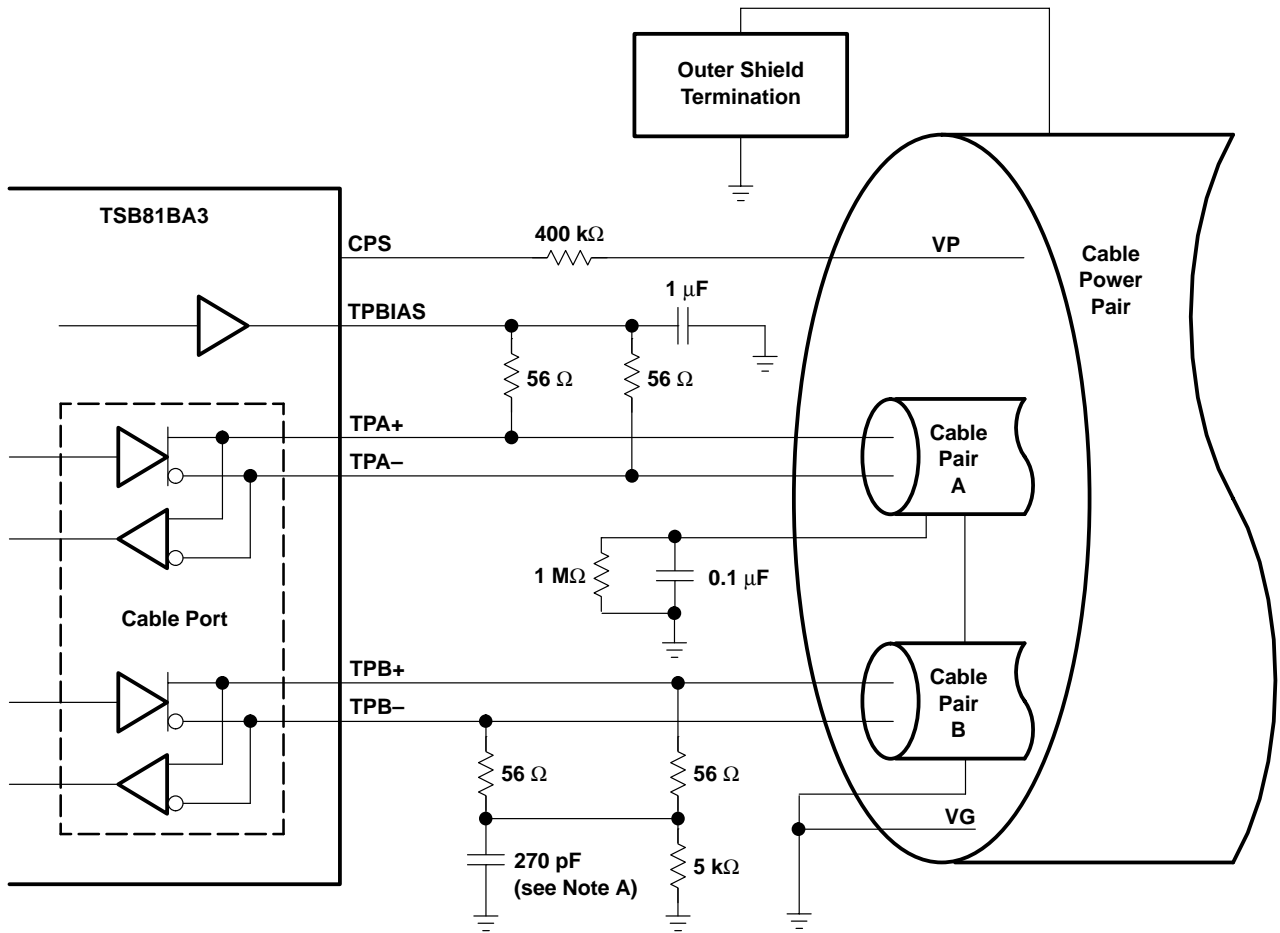 Outer Shield
Termination
TSB81BA3
CPS
400 kΩ
VP
Cable
Power
Pair
1 μF
TPBIAS
56 Ω
56 Ω
TPA+
Cable
Pair
A
TPA–
1 MΩ
0.1 μF
Cable Port
TPB+
Cable
Pair
B
TPB–
56 Ω
56 Ω
VG
270 pF
(see Note A)
5 kΩ